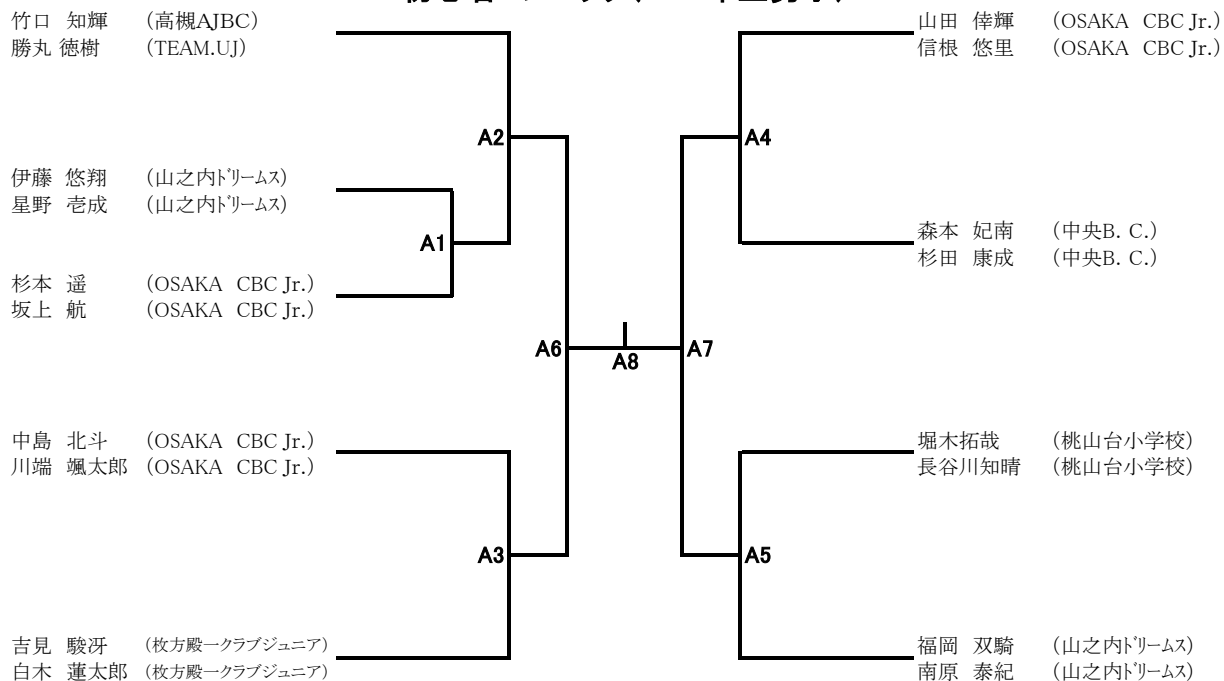 竹口 知輝 (高槻AJBC)
勝丸 徳樹 (TEAM.UJ)
伊藤 悠翔 (山之内ﾄﾞﾘｰﾑｽ)
星野 壱成 (山之内ﾄﾞﾘｰﾑｽ)
杉本 遥 (OSAKA CBC Jr.)
坂上 航 (OSAKA CBC Jr.)
中島 北斗 (OSAKA CBC Jr.)
川端 颯太郎 (OSAKA CBC Jr.)
吉見 駿冴 (枚方殿一クラブジュニア)
白木 蓮太郎 (枚方殿一クラブジュニア)
A2
A1
A6
A3
A8
A4
A7
A5
山田 倖輝 (OSAKA CBC Jr.)
信根 悠里 (OSAKA CBC Jr.)
森本 妃南 (中央B. C.)
杉田 康成 (中央B. C.)
堀木拓哉 (桃山台小学校)
長谷川知晴 (桃山台小学校)
福岡 双騎 (山之内ﾄﾞﾘｰﾑｽ)
南原 泰紀 (山之内ﾄﾞﾘｰﾑｽ)